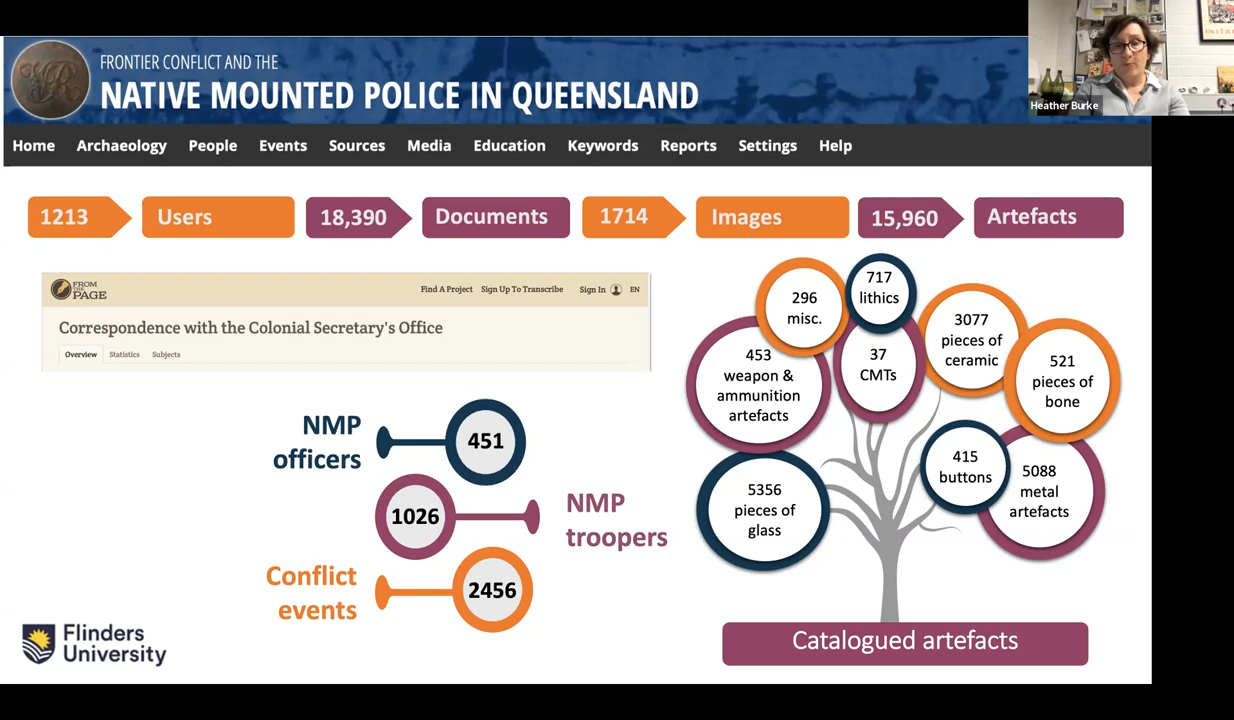 FRONTIER CONFLICT AND THE
NATIVE MOUNTED POLICE IN QUEENSLAND
Heather Burke
Home Archaeology People Events Sources Media Education Keywords Reports Settings Help
1213 Users 18,390 Documents 1714 Images 15,960 Artefacts
FROM
THE
PAGE
Find A Project Sign Up To Transcribe Sign In EN
Correspondence with the Colonial Secretary's Office
Overview Statistics Subjects
NMP
officers
451
1026
NMP
troopers
Conflict
events
2456
296
misc.
717
lithics
3077
pieces of
ceramic
453
weapon &
ammunition
artefacts
37
CMTs
521
pieces of
bone
415
buttons
5088
metal
artefacts
5356
pieces of
glass
Flinders
University
Catalogued artefacts